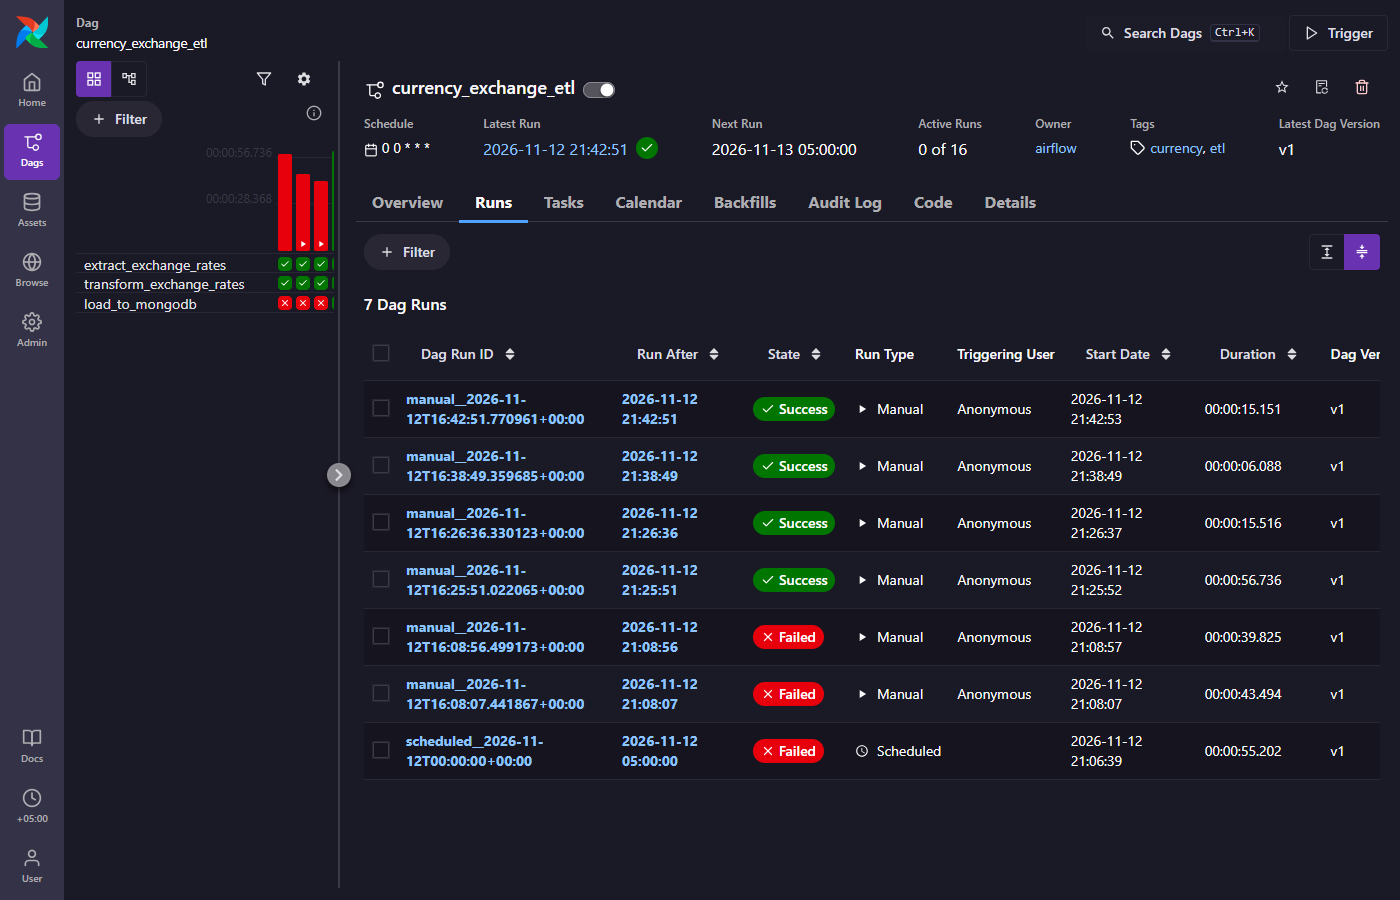 Dag
currency_exchange_etl
Search Dags Ctrl+K
Trigger
Home
Dags
Assets
Browse
Admin
Docs
+05:00
User
Filter
00:00:56.736
00:00:28.368
extract_exchange_rates
transform_exchange_rates
load_to_mongodb
currency_exchange_etl
Schedule Latest Run Next Run Active Runs Owner Tags Latest Dag Version
0 0 * * * 2026-11-12 21:42:51 2026-11-13 05:00:00 0 of 16 airflow currency, etl v1
Overview Runs Tasks Calendar Backfills Audit Log Code Details
Filter
7 Dag Runs
Dag Run ID Run After State Run Type Triggering User Start Date Duration Dag Ver
manual__2026-11- 2026-11-12 2026-11-12
12T16:42:51.770961+00:00 21:42:51 Success Manual Anonymous 21:42:53 00:00:15.151 v1
manual__2026-11- 2026-11-12 2026-11-12
12T16:38:49.359685+00:00 21:38:49 Success Manual Anonymous 21:38:49 00:00:06.088 v1
manual__2026-11- 2026-11-12 2026-11-12
12T16:26:36.330123+00:00 21:26:36 Success Manual Anonymous 21:26:37 00:00:15.516 v1
manual__2026-11- 2026-11-12 2026-11-12
12T16:25:51.022065+00:00 21:25:51 Success Manual Anonymous 21:25:52 00:00:56.736 v1
manual__2026-11- 2026-11-12 2026-11-12
12T16:08:56.499173+00:00 21:08:56 Failed Manual Anonymous 21:08:57 00:00:39.825 v1
manual__2026-11- 2026-11-12 2026-11-12
12T16:08:07.441867+00:00 21:08:07 Failed Manual Anonymous 21:08:07 00:00:43.494 v1
scheduled__2026-11- 2026-11-12 2026-11-12
12T00:00:00+00:00 05:00:00 Failed Scheduled 21:06:39 00:00:55.202 v1